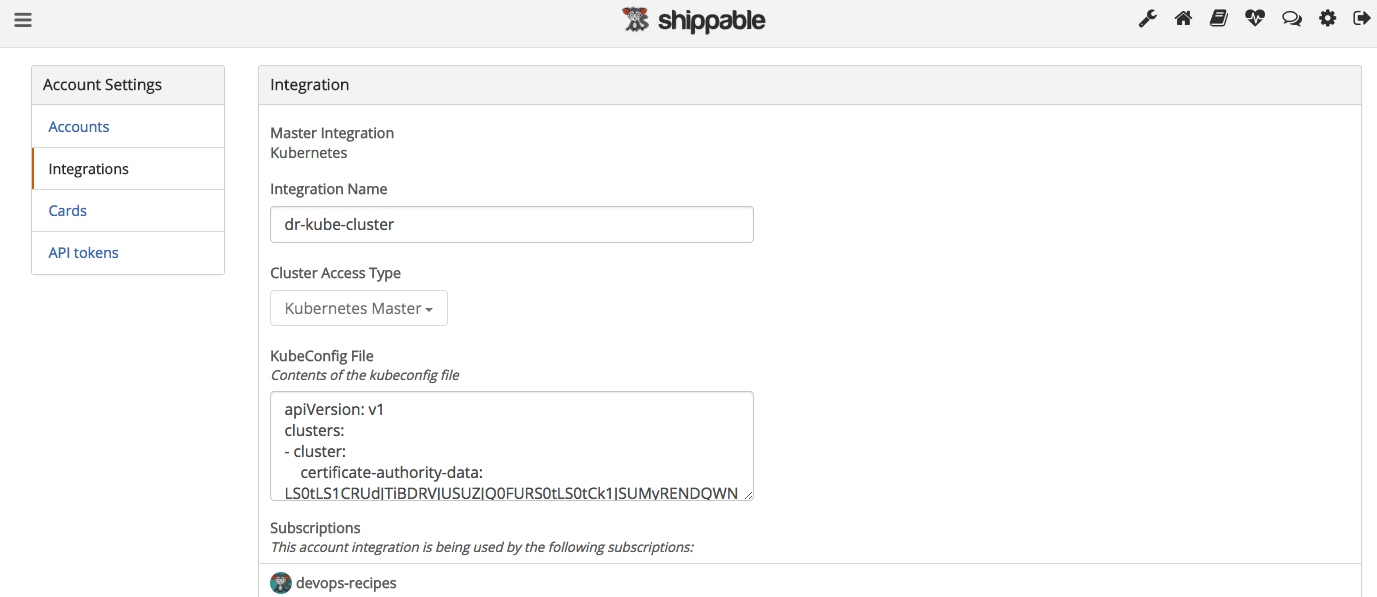 shippable
Account Settings
Accounts
Integrations
Cards
API tokens
Integration
Master Integration
Kubernetes
Integration Name
dr-kube-cluster
Cluster Access Type
Kubernetes Master
KubeConfig File
Contents of the kubeconfig file
apiVersion: v1
clusters:
- cluster:
certificate-authority-data:
Subscriptions
This account integration is being used by the following subscriptions:
devops-recipes